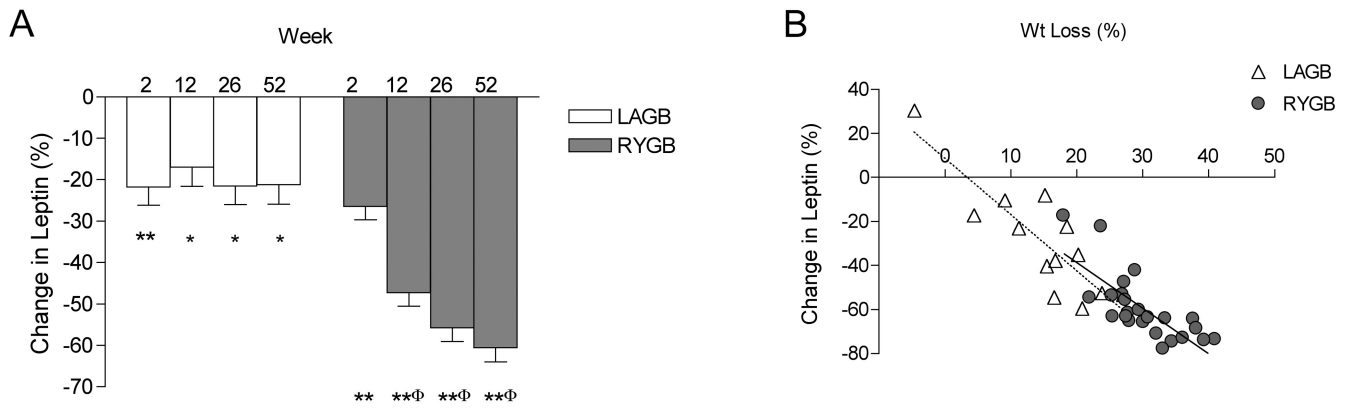 A
Week
2 12 26 52 2 12 26 52
0
-10
-20
-30
-40
-50
-60
-70
Change in Leptin (%)
** * * *
** **Φ **Φ **Φ
LAGB
RYGB
B
Wt Loss (%)
LAGB
RYGB
40
20
0
-20
-40
-60
-80
0 10 20 30 40 50
Change in Leptin (%)